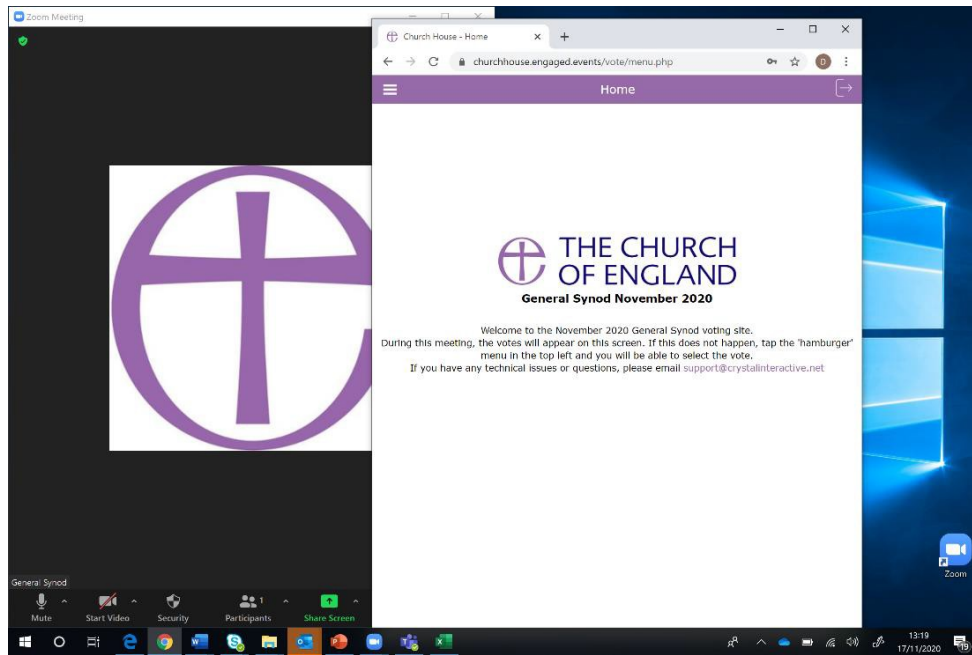 Zoom Meeting
Church House - Home
churchhouse.engaged.events/vote/menu.php
D
Home
THE CHURCH
OF ENGLAND
General Synod November 2020
Welcome to the November 2020 General Synod voting site.
During this meeting, the votes will appear on this screen. If this does not happen, tap the 'hamburger'
menu in the top left and you will be able to select the vote.
If you have any technical issues or questions, please email support@crystalinteractive.net
General Synod
1
Mute Start Video Security Participants Share Screen
Zoom
13:19
17/11/2020
19